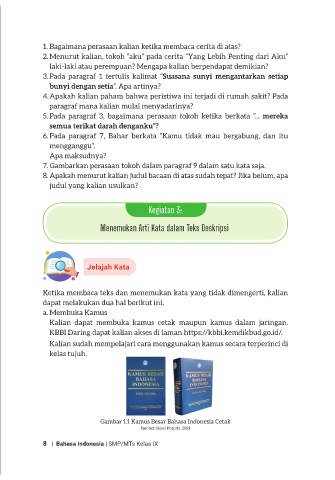 1. Bagaimana perasaan kalian ketika membaca cerita di atas?
2. Menurut kalian, tokoh "aku" pada cerita "Yang Lebih Penting dari Aku"
laki-laki atau perempuan? Mengapa kalian berpendapat demikian?
3. Pada paragraf 1 tertulis kalimat "Suasana sunyi mengantarkan setiap
bunyi dengan setia". Apa artinya?
4. Apakah kalian paham bahwa peristiwa ini terjadi di rumah sakit? Pada
paragraf mana kalian mulai menyadarinya?
5. Pada paragraf 3, bagaimana perasaan tokoh ketika berkata "... mereka
semua terikat darah denganku"?
6. Pada paragraf 7, Bahar berkata "Kamu tidak mau bergabung, dan itu
mengganggu".
Apa maksudnya?
7. Gambarkan perasaan tokoh dalam paragraf 9 dalam satu kata saja.
8. Apakah menurut kalian judul bacaan di atas sudah tepat? Jika belum, apa
judul yang kalian usulkan?
Kegiatan 3:
Menemukan Arti Kata dalam Teks Deskripsi
Jelajah Kata
Ketika membaca teks dan menemukan kata yang tidak dimengerti, kalian
dapat melakukan dua hal berikut ini.
a. Membuka Kamus
Kalian dapat membuka kamus cetak maupun kamus dalam jaringan.
KBBI Daring dapat kalian akses di laman https://kbbi.kemdikbud.go.id/.
Kalian sudah mempelajari cara menggunakan kamus secara terperinci di
kelas tujuh.
KAMUS BESAR
BAHASA
INDONESIA
KAMUS BESAR
BAHASA
INDONESIA
Gambar 1.1 Kamus Besar Bahasa Indonesia Cetak
8 | Bahasa Indonesia | SMP/MTs Kelas IX